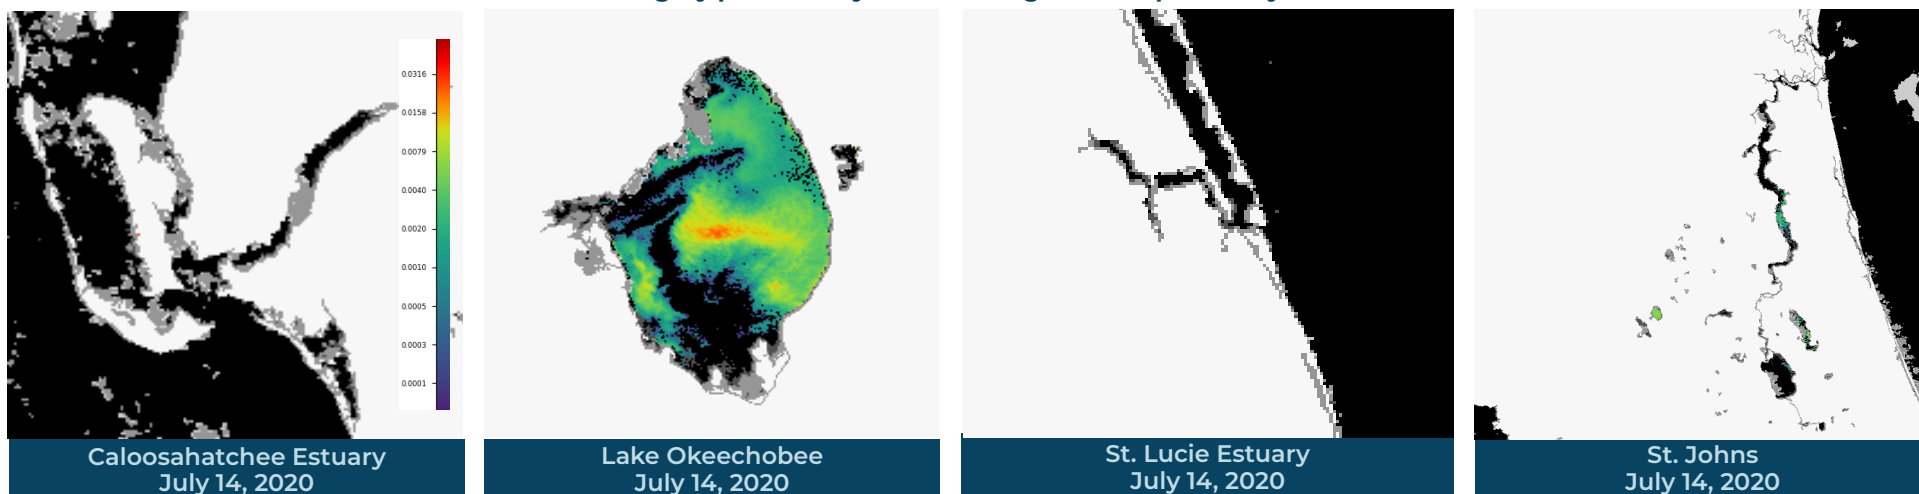 0.0316
0.0158
0.0079
0.0040
0.0020
0.0010
0.0005
0.0003
0.0001
Caloosahatchee Estuary
July 14, 2020
Lake Okeechobee
July 14, 2020
St. Lucie Estuary
July 14, 2020
St. Johns
July 14, 2020